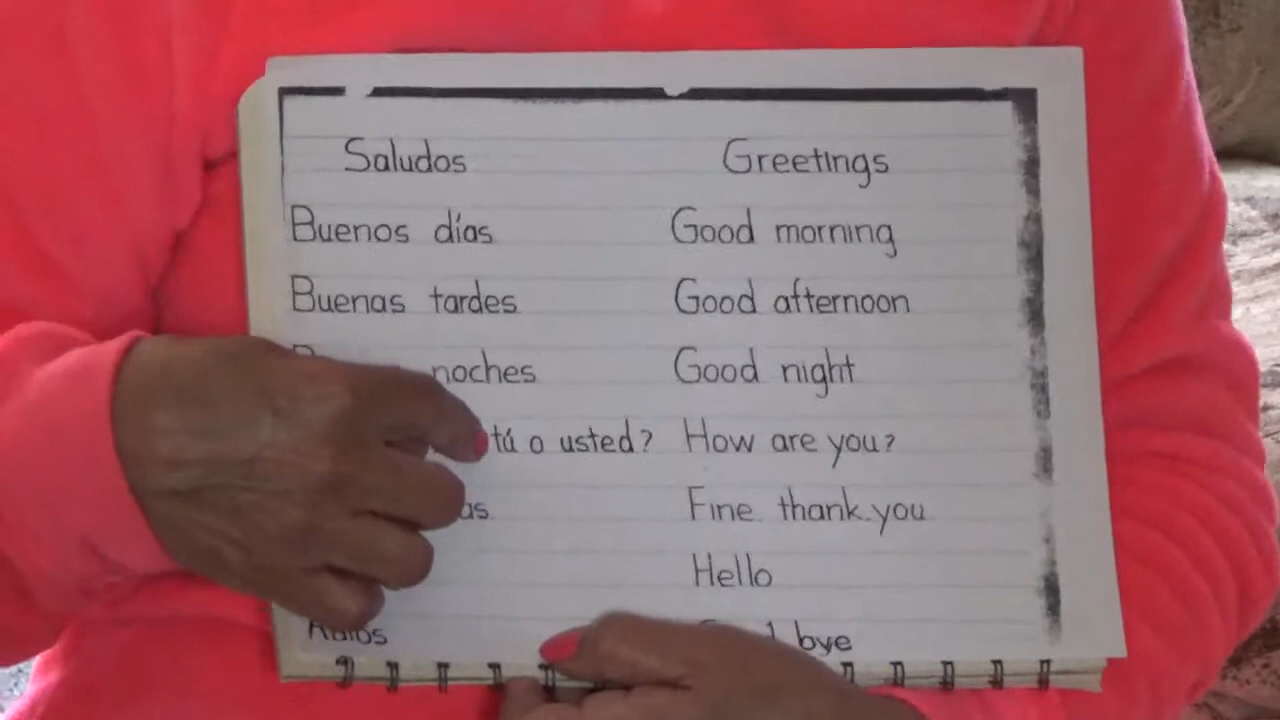 Saludos Greetings
Buenos días Good morning
Buenas tardes Good afternoon
noches Good night
tú o usted? How are you?
Fine thank you
Hello
Adios bye